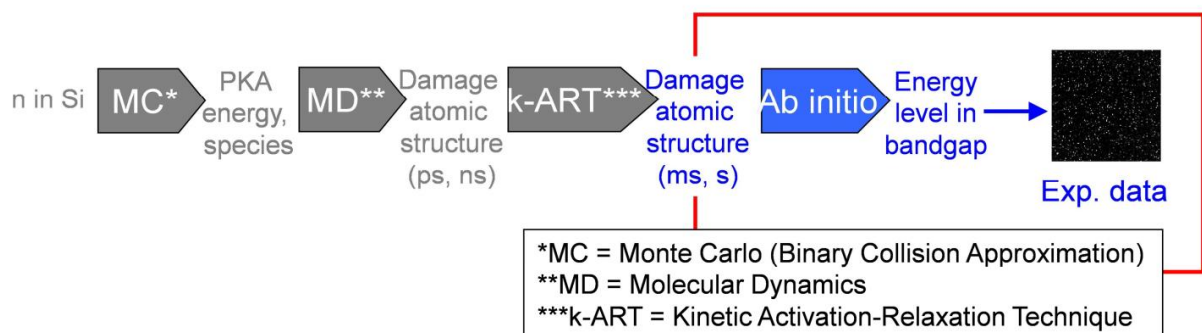 n in Si
MC*
PKA
energy,
species
MD**
Damage
atomic
structure
(ps, ns)
k-ART***
Damage
atomic
structure
(ms, s)
Ab initio
Energy
level in
bandgap
Exp. data
*MC = Monte Carlo (Binary Collision Approximation)
**MD = Molecular Dynamics
***k-ART = Kinetic Activation-Relaxation Technique